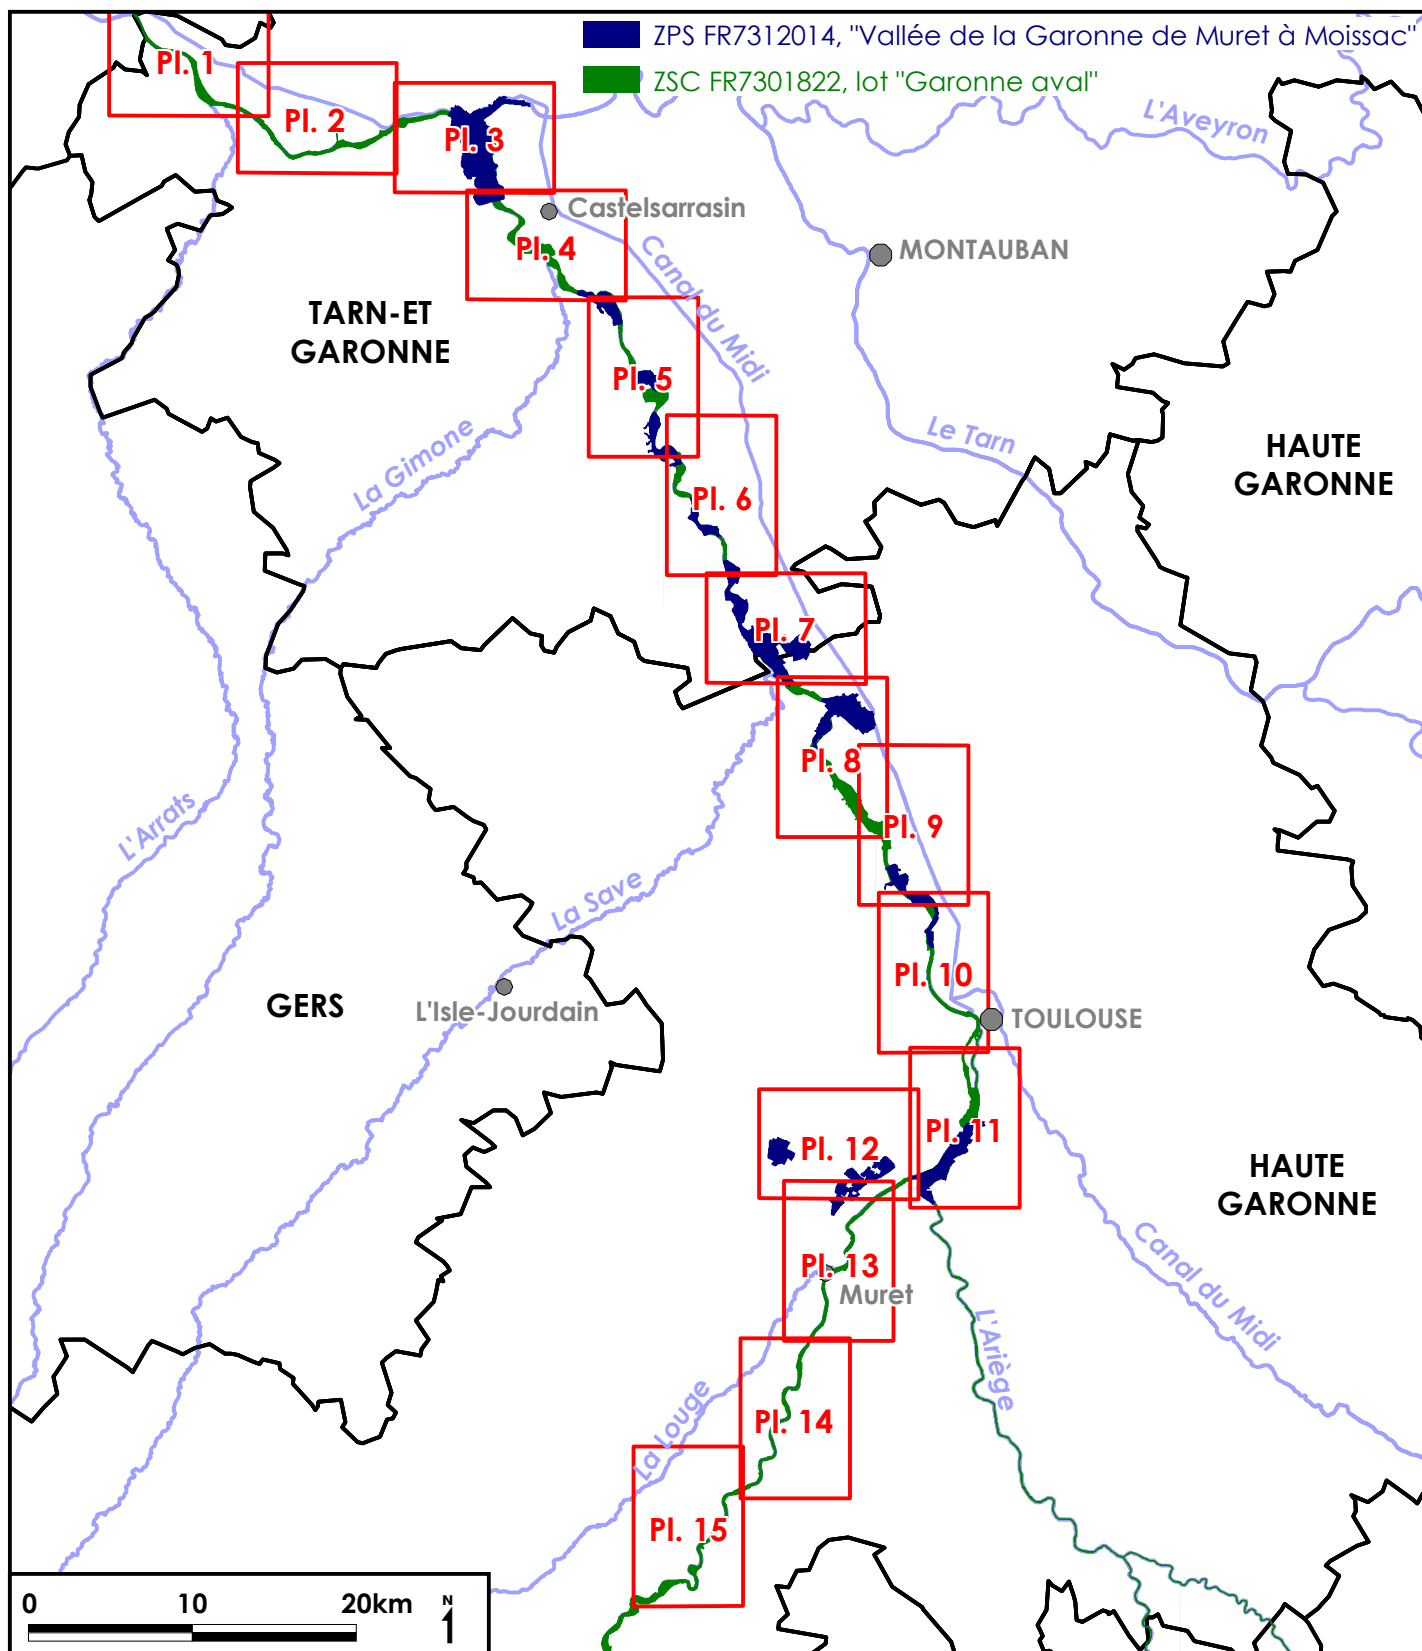 ZPS FR7312014, "Vallée de la Garonne de Muret à Moissac"
ZSC FR7301822, lot "Garonne aval"
Pl. 1
Pl. 2
Pl. 3
L'Aveyron
Castelsarrasin
Pl. 4
MONTAUBAN
Canal du Midi
TARN-ET
GARONNE
Pl. 5
La Gimone
Le Tarn
HAUTE
GARONNE
Pl. 6
Pl. 7
Pl. 8
L'Arrats
Pl. 9
La Save
Pl. 10
GERS
L'Isle-Jourdain
TOULOUSE
Pl. 11
Pl. 12
HAUTE
GARONNE
Pl. 13
Muret
Canal du Midi
L'Ariège
La Louge
Pl. 14
Pl. 15
0 10 20km
N